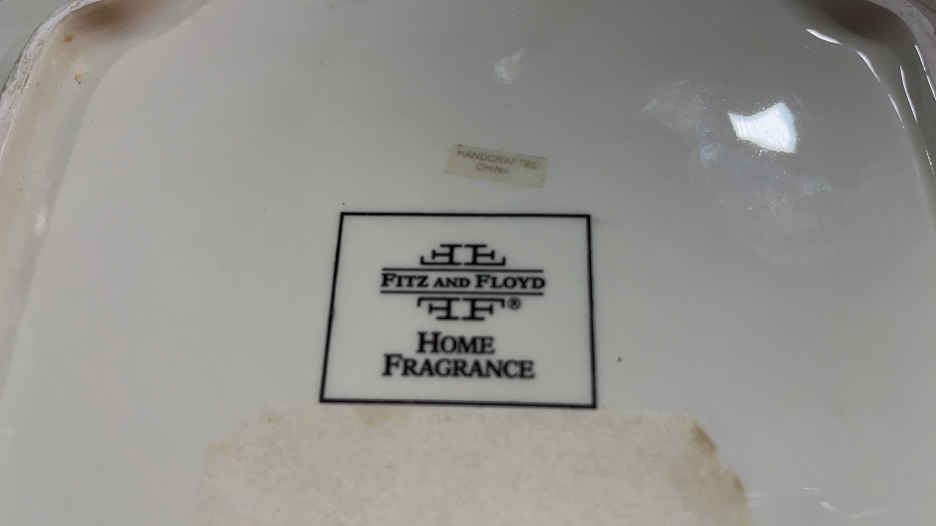 HANDCRAFTED
CHINA
FITZ AND FLOYD
®
HOME
FRAGRANCE